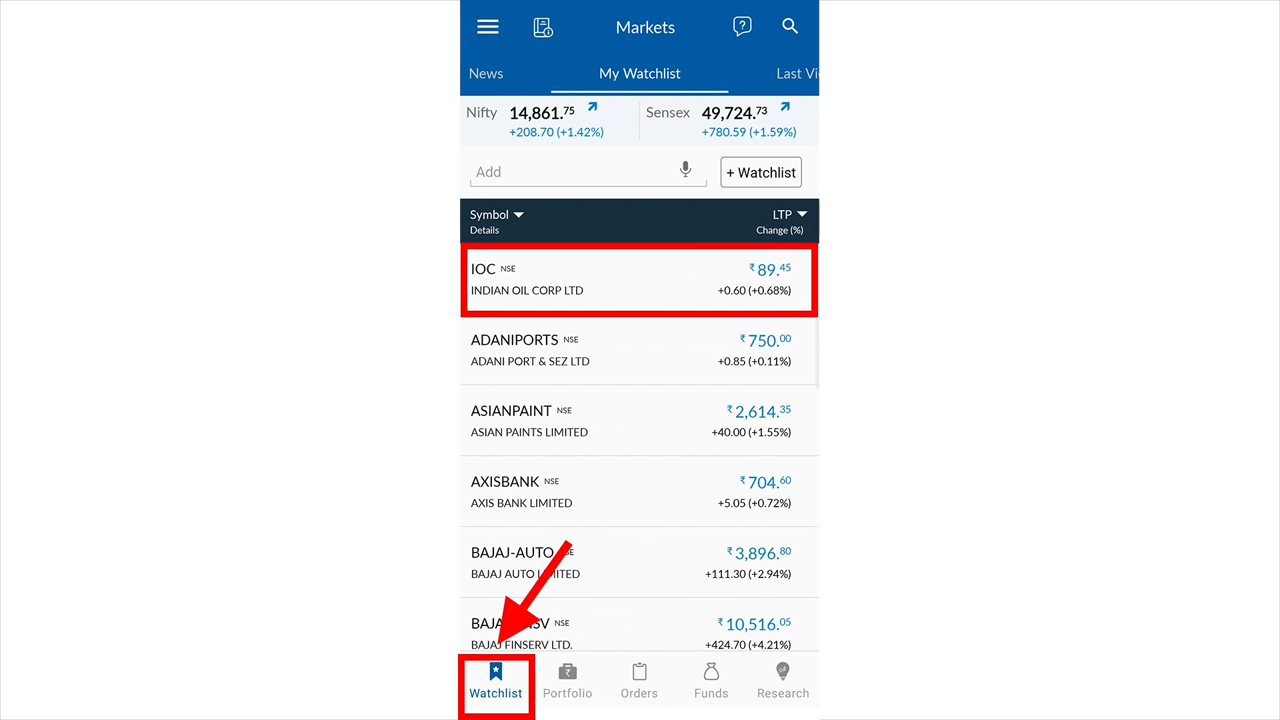 Markets
News My Watchlist Last Vi
Nifty 14,861.75 Sensex 49,724.73
+208.70 (+1.42%) +780.59 (+1.59%)
Add + Watchlist
Symbol LTP
Details Change (%)
IOC NSE ₹ 89.45
INDIAN OIL CORP LTD +0.60 (+0.68%)
ADANIPORTS NSE ₹ 750.00
ADANI PORT & SEZ LTD +0.85 (+0.11%)
ASIANPAINT NSE ₹ 2,614.35
ASIAN PAINTS LIMITED +40.00 (+1.55%)
AXISBANK NSE ₹ 704.60
AXIS BANK LIMITED +5.05 (+0.72%)
BAJAJ-AUTO ₹ 3,896.80
BAJAJ AUTO LIMITED +111.30 (+2.94%)
NSE ₹ 10,516.05
BAJAJ FINSERV LTD. +424.70 (+4.21%)
Watchlist Portfolio Orders Funds Research